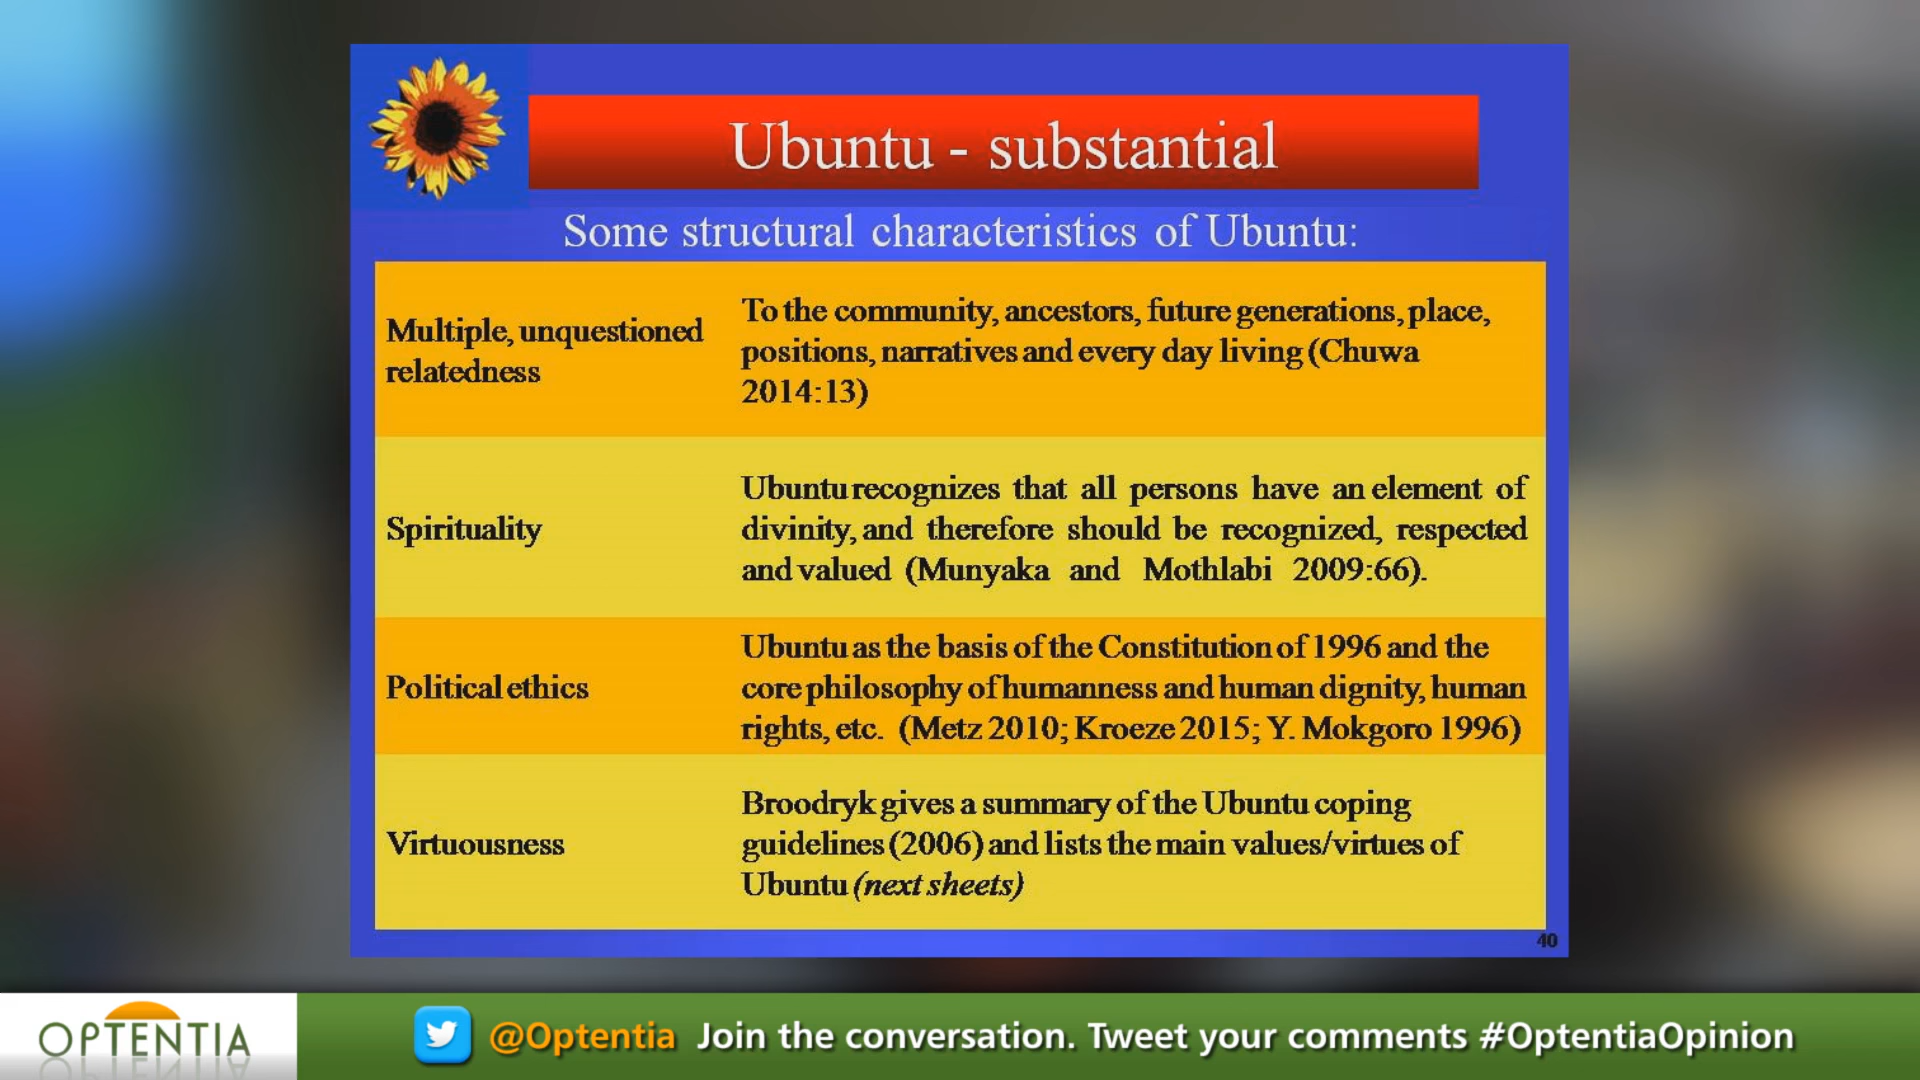 Ubuntu - substantial
Some structural characteristics of Ubuntu:
Multiple, unquestioned
relatedness
To the community, ancestors, future generations, place,
positions, narratives and every day living (Chuwa
2014:13)
Spirituality
Ubuntu recognizes that all persons have an element of
divinity, and therefore should be recognized, respected
and valued (Munyaka and Mothlabi 2009:66).
Political ethics
Ubuntu as the basis of the Constitution of 1996 and the
core philosophy of humanness and human dignity, human
rights, etc. (Metz 2010; Kroeze 2015; Y. Mokgoro 1996)
Virtuousness
Broodryk gives a summary of the Ubuntu coping
guidelines (2006) and lists the main values/virtues of
Ubuntu (next sheets)
40
OPTENTIA
@Optentia Join the conversation. Tweet your comments #OptentiaOpinion